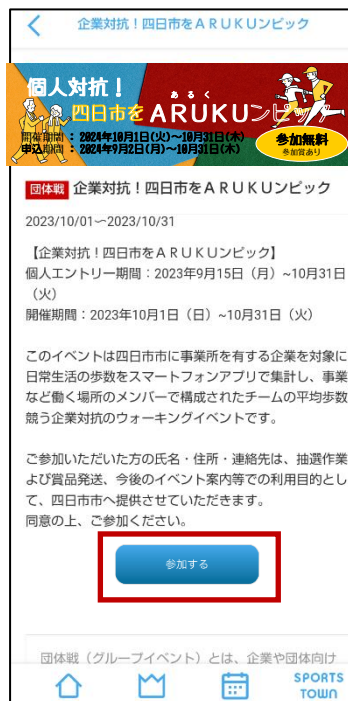 企業対抗！四日市をＡＲＵＫＵンピック
個人対抗！
あるく
四日市をＡＲＵＫＵンピック
開催期間：2024年10月1日(火)～10月31日(木)
申込期間：2024年9月2日(月)～10月31日(木)
参加無料
参加賞あり
団体戦 企業対抗！四日市をＡＲＵＫＵンピック
2023/10/01～2023/10/31
【企業対抗！四日市をＡＲＵＫＵンピック】
個人エントリー期間：2023年9月15日（月）~10月31日
（火）
開催期間：2023年10月1日（日）~10月31日（火）
このイベントは四日市市に事業所を有する企業を対象に
日常生活の歩数をスマートフォンアプリで集計し、事業
など働く場所のメンバーで構成されたチームの平均歩数
競う企業対抗のウォーキングイベントです。
ご参加いただいた方の氏名・住所・連絡先は、抽選作業
よび賞品発送、今後のイベント案内等での利用目的とし
て、四日市市へ提供させていただきます。
同意の上、ご参加ください。
参加する
団体戦（グループイベント）とは、企業や団体向け
SPORTS
TOWN